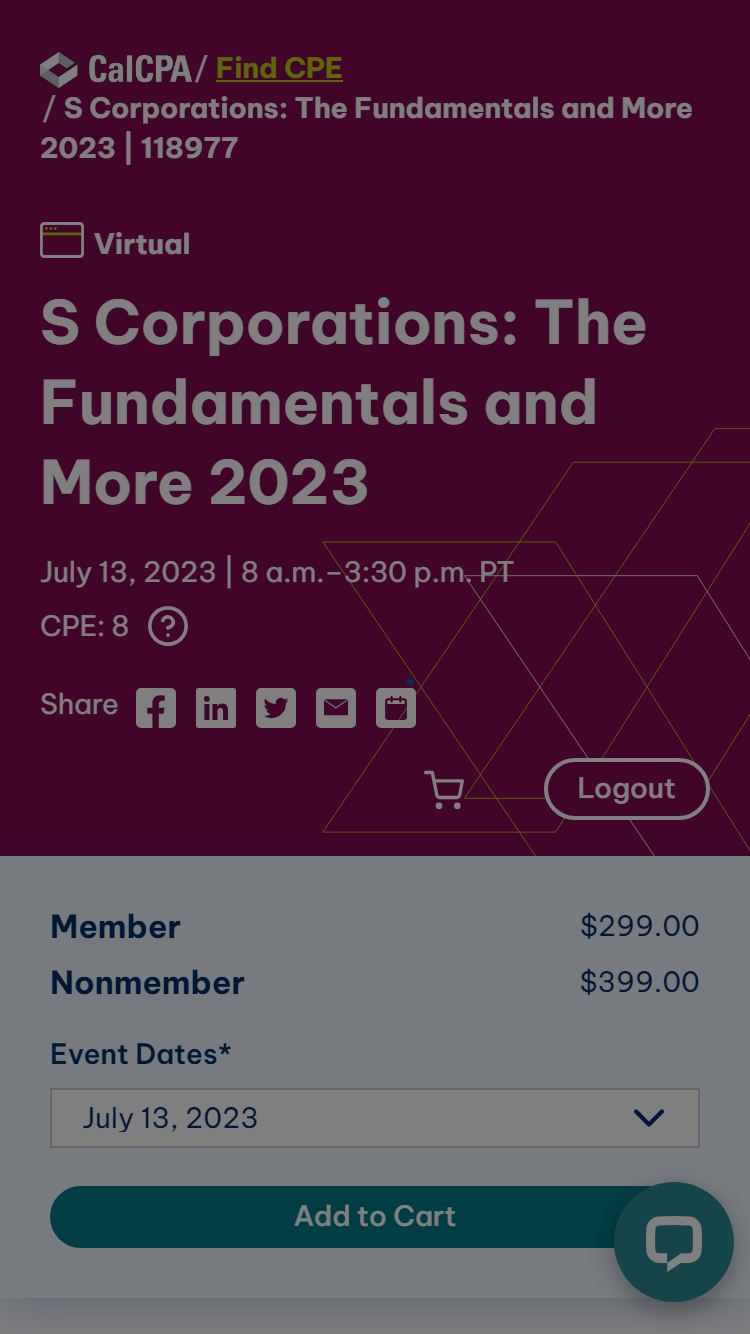 CalCPA / Find CPE
/ S Corporations: The Fundamentals and More
2023 | 118977
Virtual
S Corporations: The
Fundamentals and
More 2023
July 13, 2023 | 8 a.m.–3:30 p.m. PT
CPE: 8 ?
Share
Logout
Member $299.00
Nonmember $399.00
Event Dates*
July 13, 2023
Add to Cart